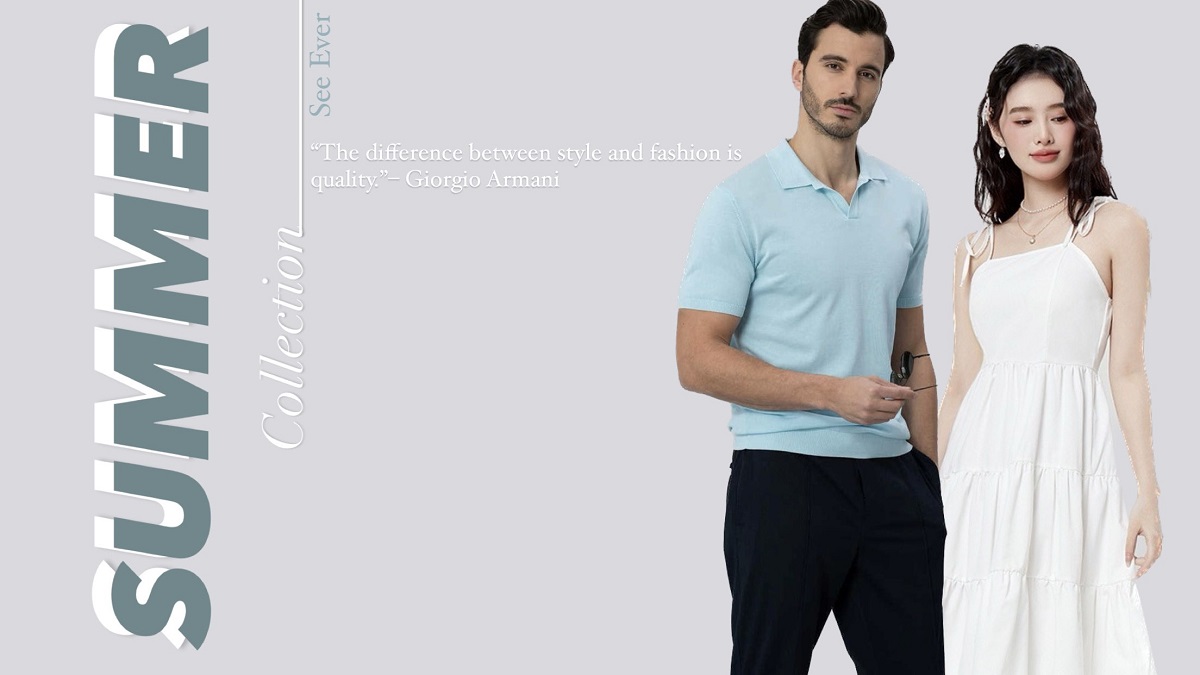 SUMMER
Collection
See Ever
“The difference between style and fashion is
quality.”– Giorgio Armani